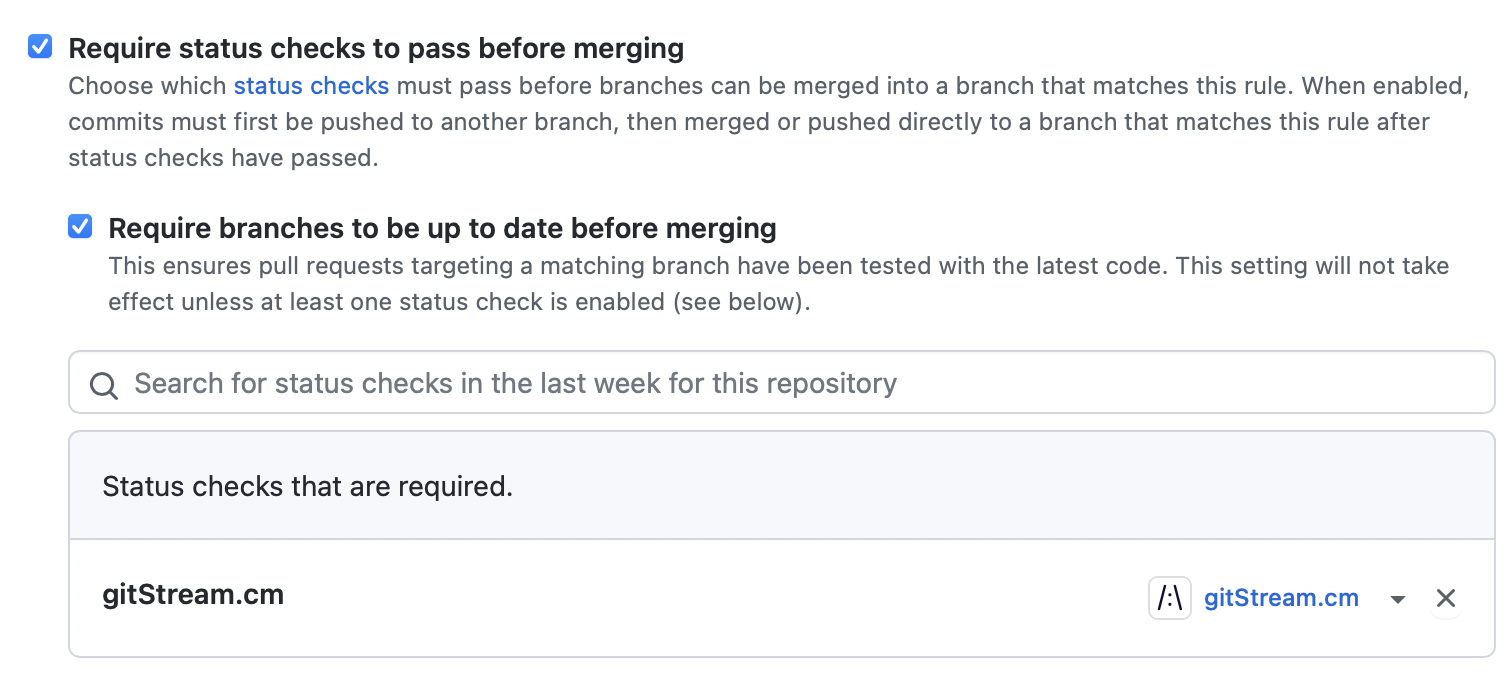 Require status checks to pass before merging
Choose which status checks must pass before branches can be merged into a branch that matches this rule. When enabled,
commits must first be pushed to another branch, then merged or pushed directly to a branch that matches this rule after
status checks have passed.
Require branches to be up to date before merging
This ensures pull requests targeting a matching branch have been tested with the latest code. This setting will not take
effect unless at least one status check is enabled (see below).
Search for status checks in the last week for this repository
Status checks that are required.
gitStream.cm
/:\ gitStream.cm